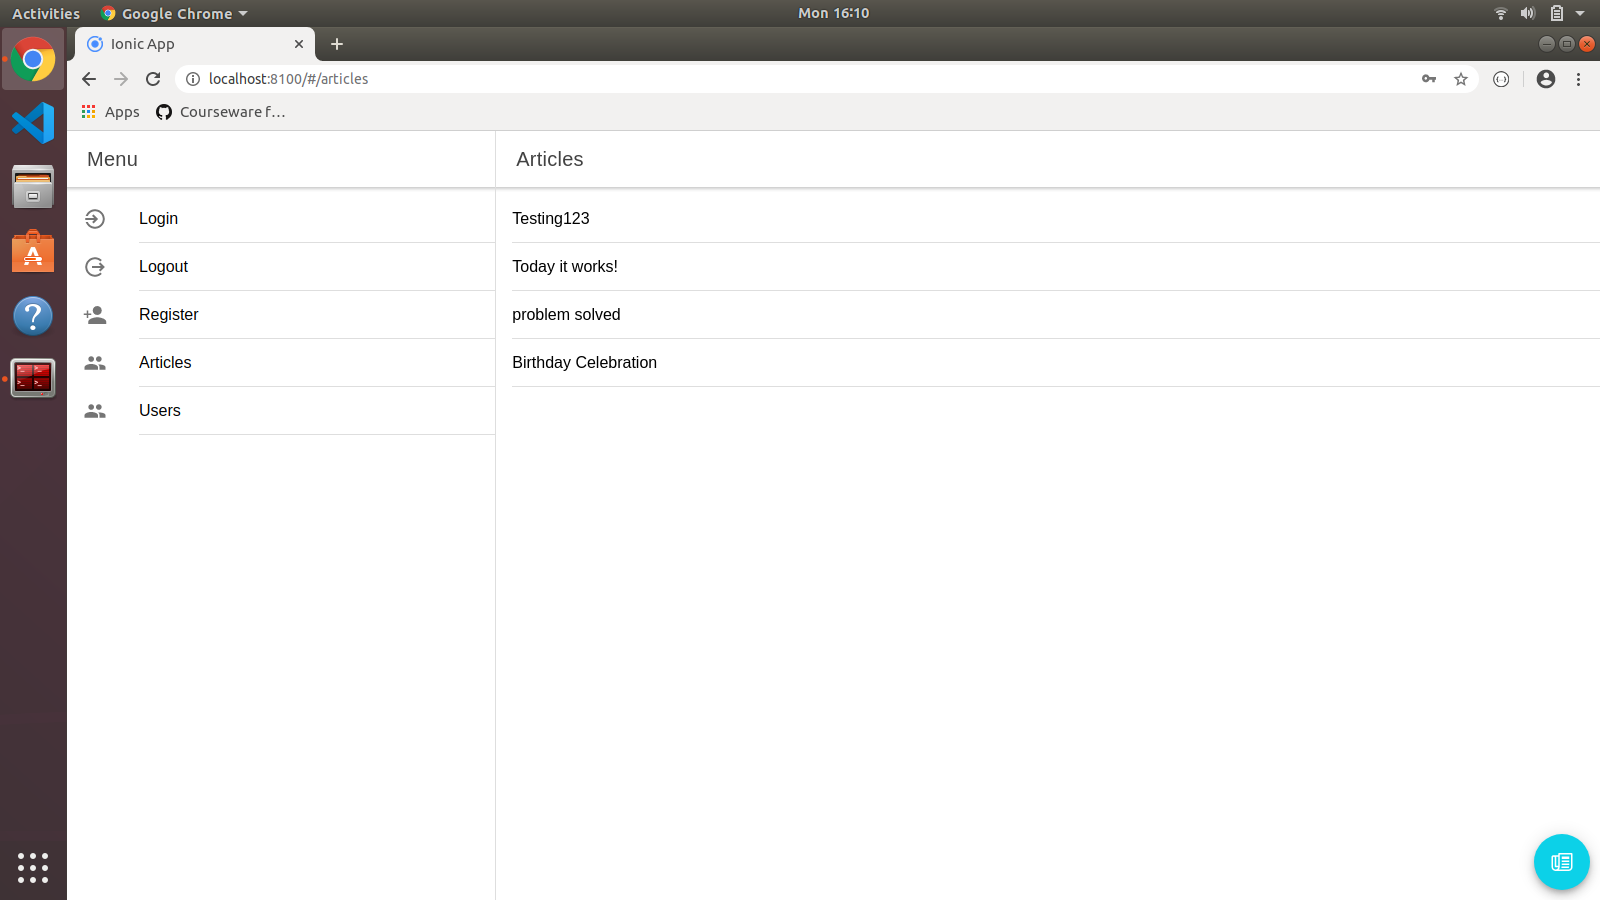 Activities
Google Chrome
Mon 16:10
Ionic App
localhost:8100/#/articles
Apps
Courseware f…
Menu
Articles
Login
Logout
Register
Articles
Users
Testing123
Today it works!
problem solved
Birthday Celebration